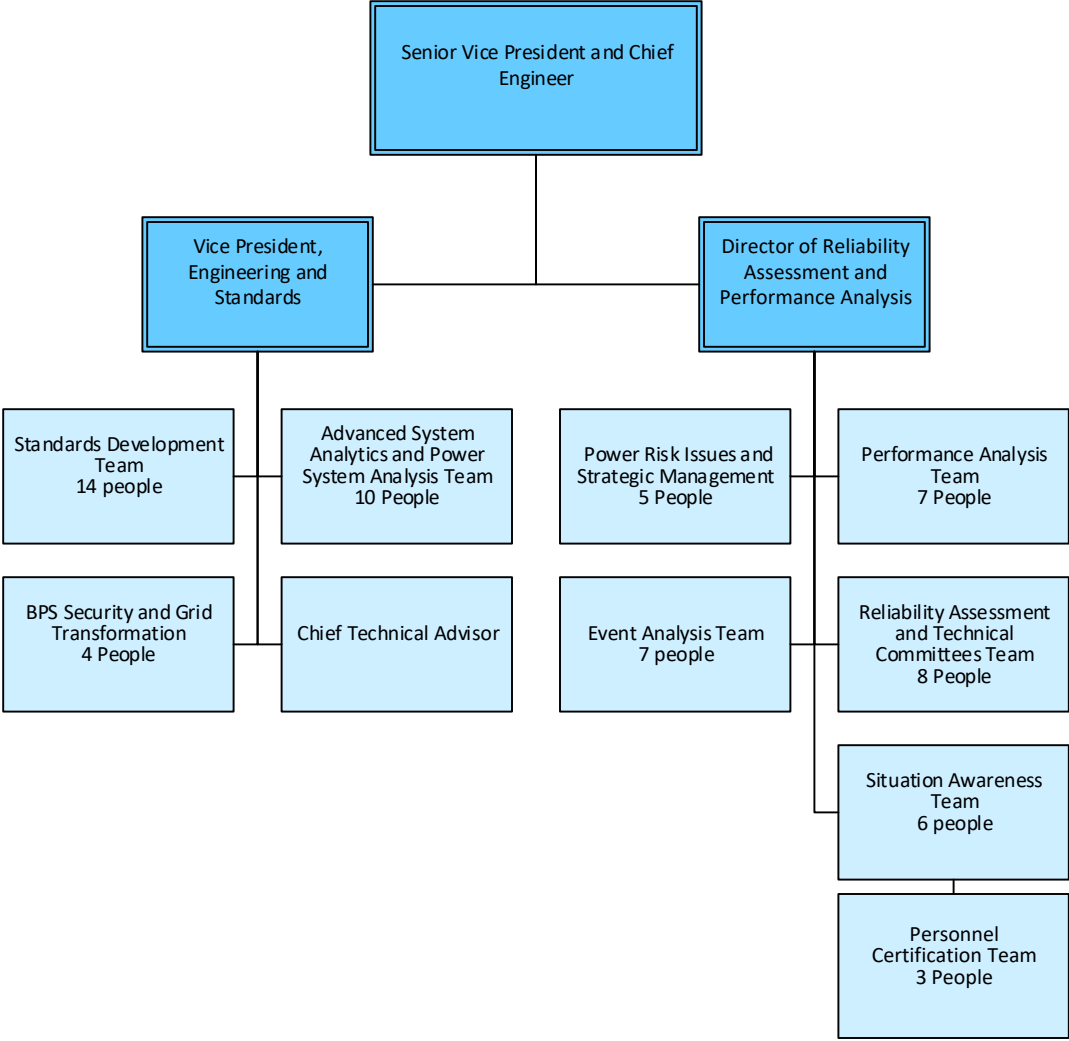 Senior Vice President and Chief
Engineer
Vice President,
Engineering and
Standards
Director of Reliability
Assessment and
Performance Analysis
Standards Development
Team
14 people
Advanced System
Analytics and Power
System Analysis Team
10 People
Power Risk Issues and
Strategic Management
5 People
Performance Analysis
Team
7 People
BPS Security and Grid
Transformation
4 People
Chief Technical Advisor
Event Analysis Team
7 people
Reliability Assessment
and Technical
Committees Team
8 People
Situation Awareness
Team
6 people
Personnel
Certification Team
3 People